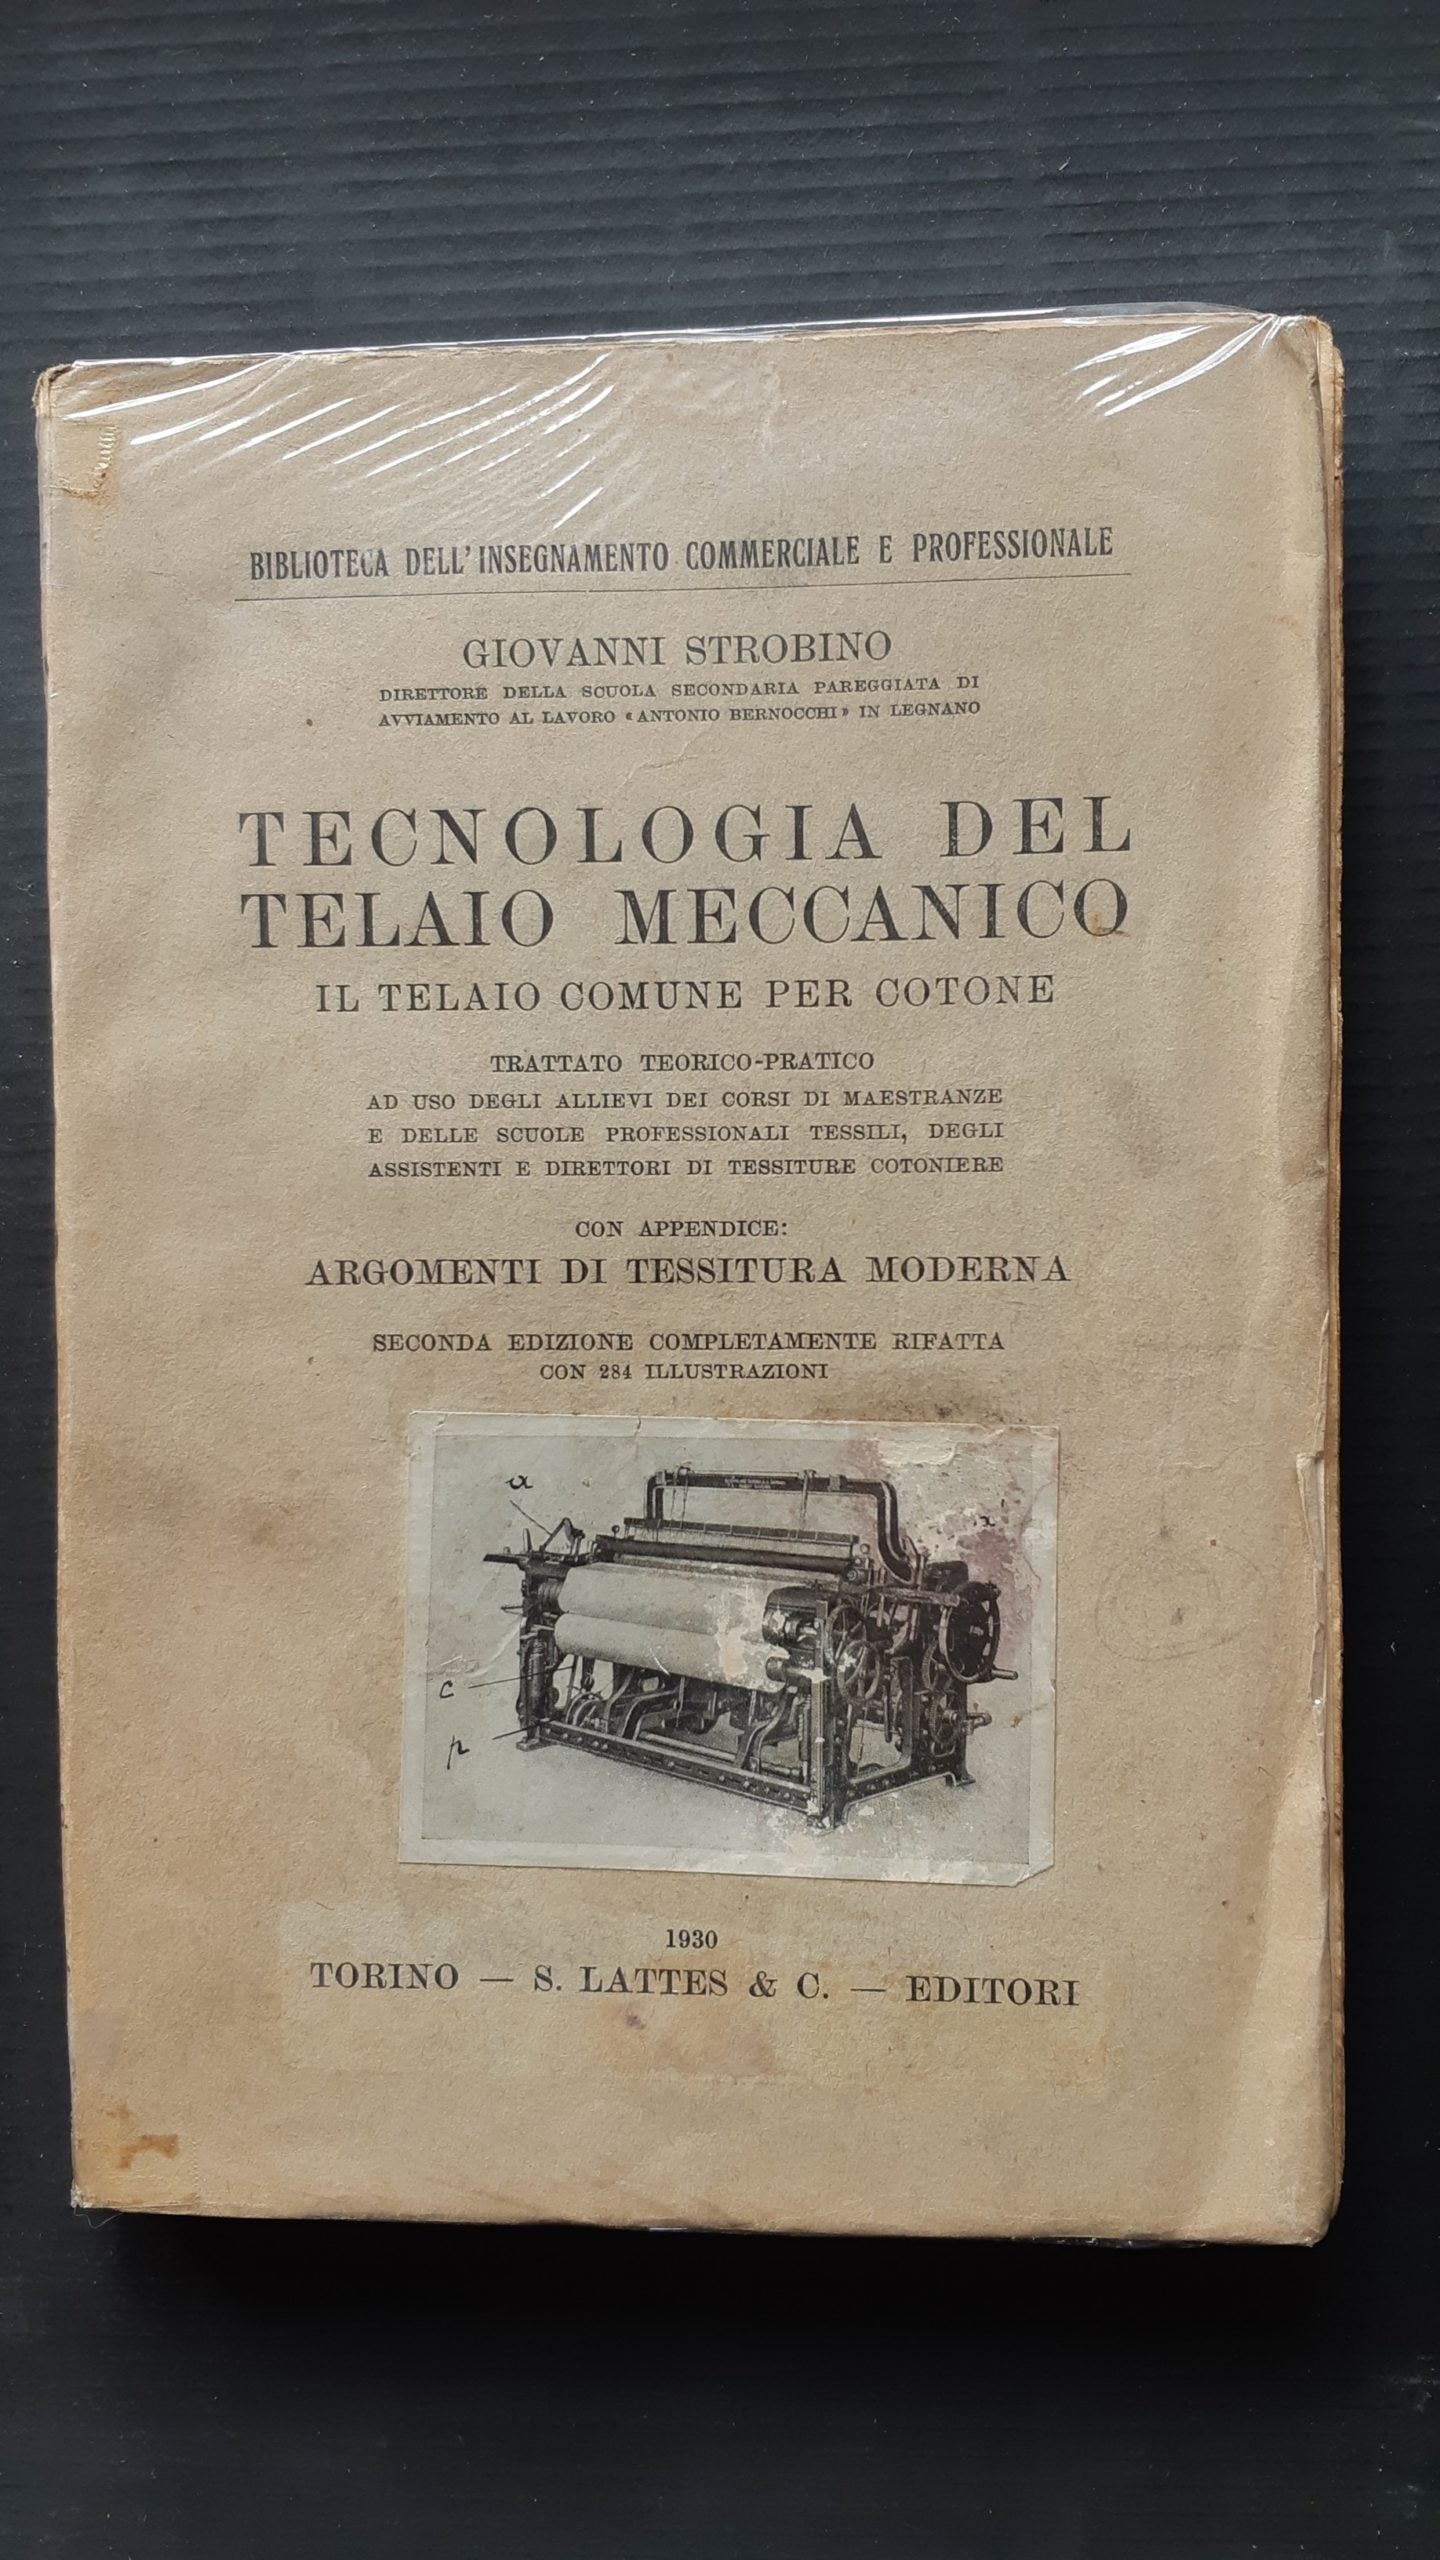 BIBLIOTECA DELL'INSEGNAMENTO COMMERCIALE E PROFESSIONALE
GIOVANNI STROBINO
DIRETTORE DELLA SCUOLA SECONDARIA PAREGGIATA DI
AVVIAMENTO AL LAVORO «ANTONIO BERNOCCHI» IN LEGNANO
TECNOLOGIA DEL
TELAIO MECCANICO
IL TELAIO COMUNE PER COTONE
TRATTATO TEORICO-PRATICO
AD USO DEGLI ALLIEVI DEI CORSI DI MAESTRANZE
E DELLE SCUOLE PROFESSIONALI TESSILI, DEGLI
ASSISTENTI E DIRETTORI DI TESSITURE COTONIERE
CON APPENDICE:
ARGOMENTI DI TESSITURA MODERNA
SECONDA EDIZIONE COMPLETAMENTE RIFATTA
CON 284 ILLUSTRAZIONI
a
c
p
1930
TORINO — S. LATTES & C. — EDITORI